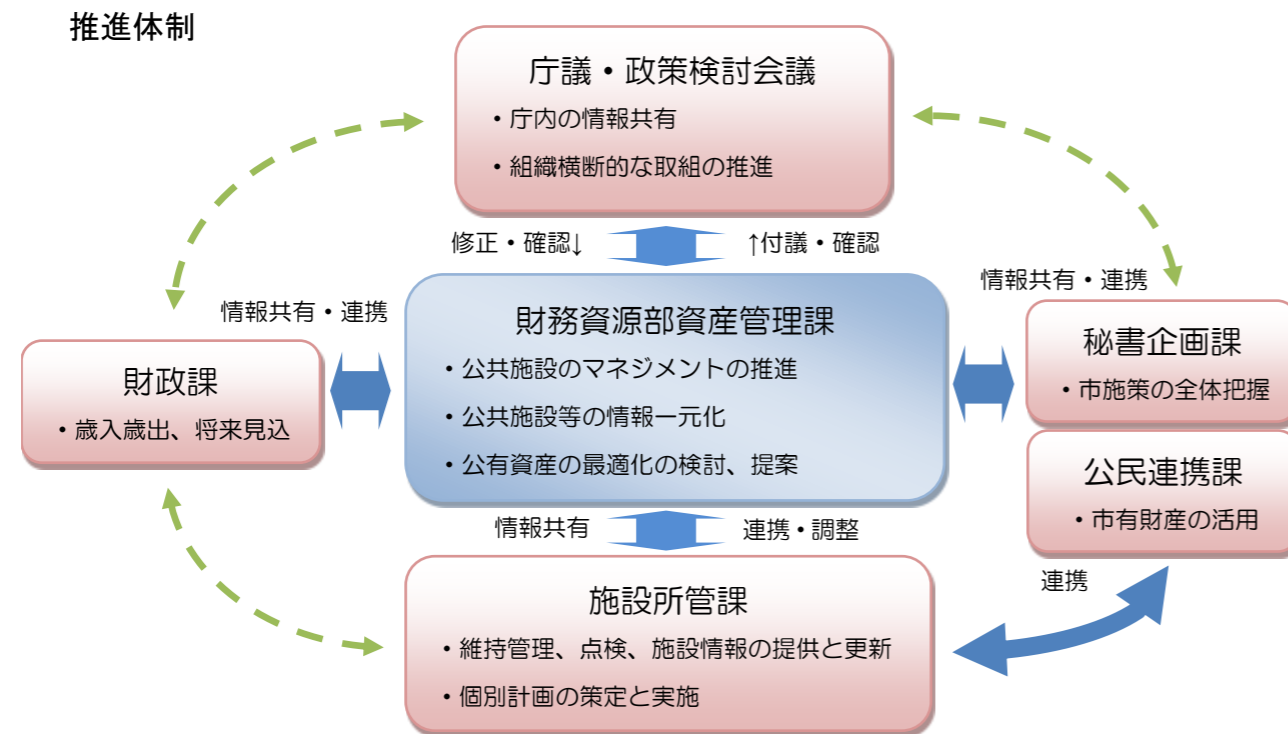 推進体制
庁議・政策検討会議
・庁内の情報共有
・組織横断的な取組の推進
修正・確認↓
↑付議・確認
情報共有・連携
情報共有・連携
財務資源部資産管理課
・公共施設のマネジメントの推進
・公共施設等の情報一元化
・公有資産の最適化の検討、提案
財政課
・歳入歳出、将来見込
秘書企画課
・市施策の全体把握
公民連携課
・市有財産の活用
情報共有
連携・調整
連携
施設所管課
・維持管理、点検、施設情報の提供と更新
・個別計画の策定と実施